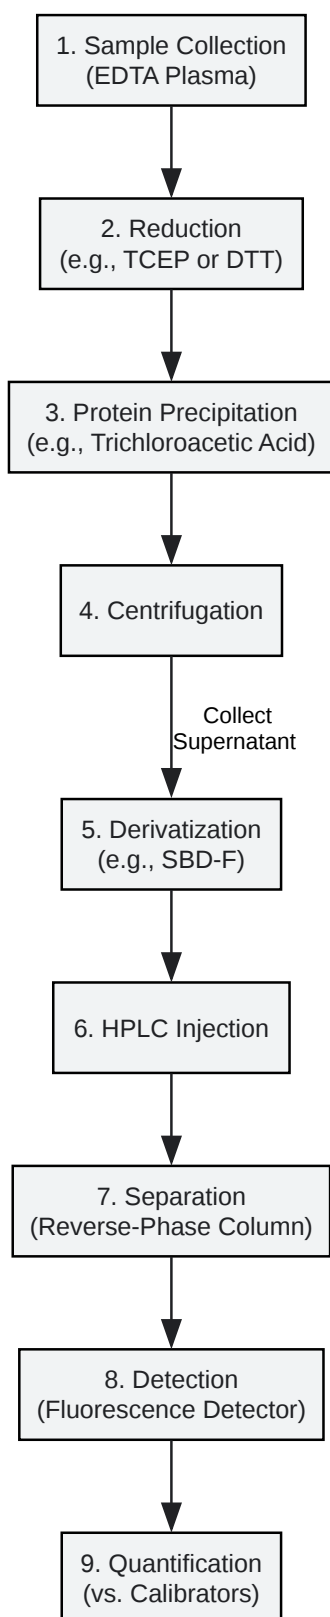 1. Sample Collection
(EDTA Plasma)
2. Reduction
(e.g., TCEP or DTT)
3. Protein Precipitation
(e.g., Trichloroacetic Acid)
4. Centrifugation
Collect
Supernatant
5. Derivatization
(e.g., SBD-F)
6. HPLC Injection
7. Separation
(Reverse-Phase Column)
8. Detection
(Fluorescence Detector)
9. Quantification
(vs. Calibrators)